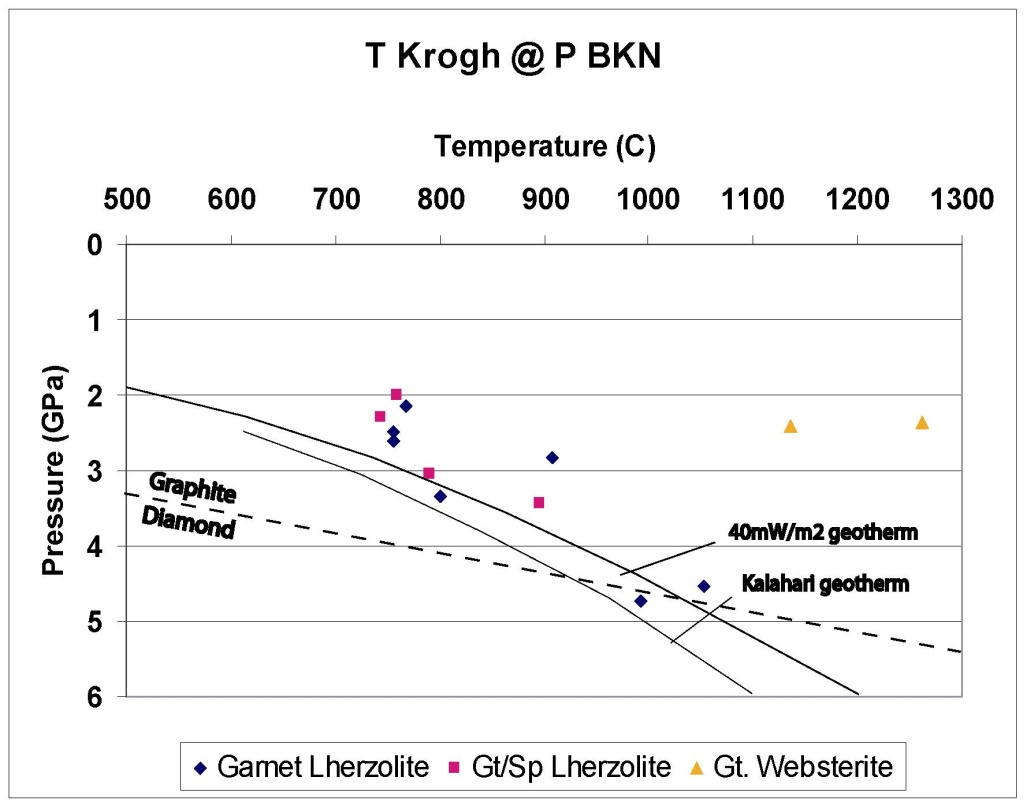 T Krogh @ P BKN
Temperature (C)
500 600 700 800 900 1000 1100 1200 1300
Pressure (GPa)
0
1
2
3
4
5
6
Graphite
Diamond
40mW/m2 geotherm
Kalahari geotherm
Garnet Lherzolite Gt/Sp Lherzolite Gt. Websterite